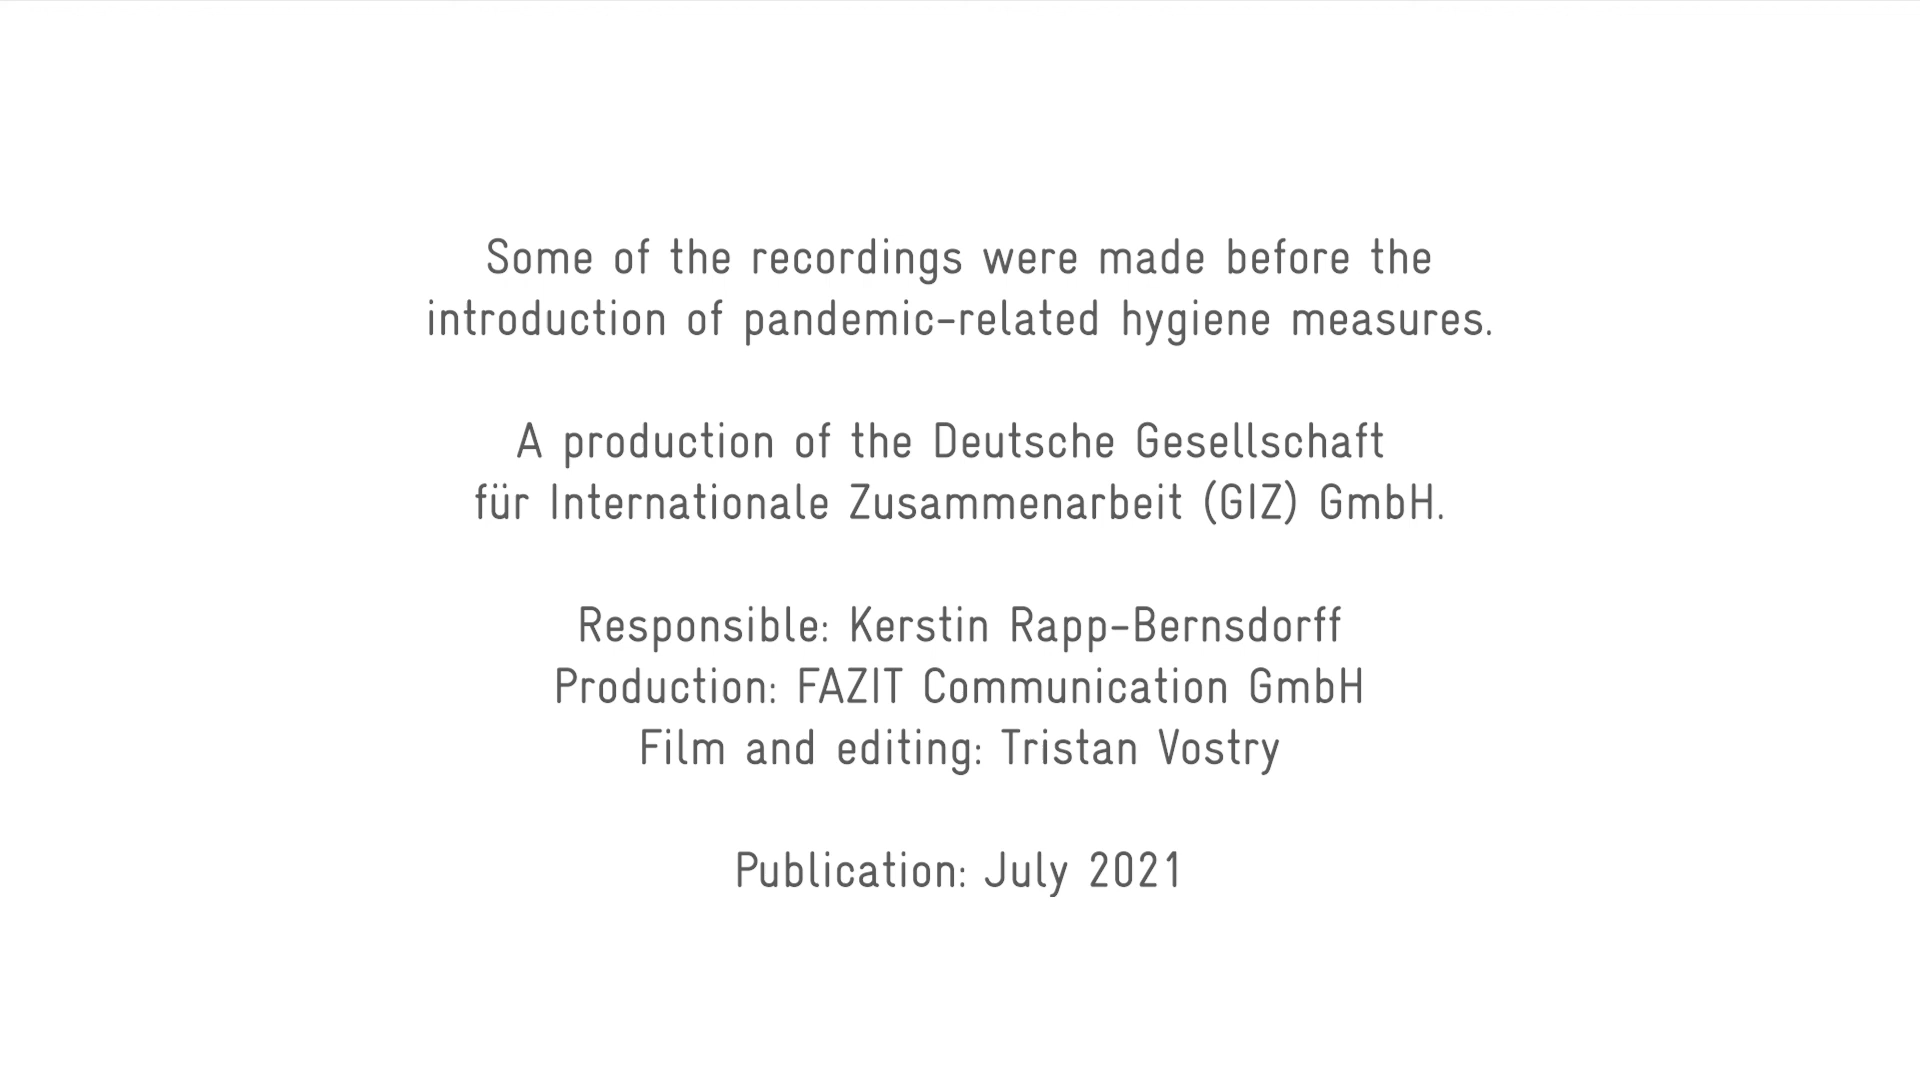 Some of the recordings were made before the
introduction of pandemic-related hygiene measures.
A production of the Deutsche Gesellschaft
für Internationale Zusammenarbeit (GIZ) GmbH.
Responsible: Kerstin Rapp-Bernsdorff
Production: FAZIT Communication GmbH
Film and editing: Tristan Vostry
Publication: July 2021